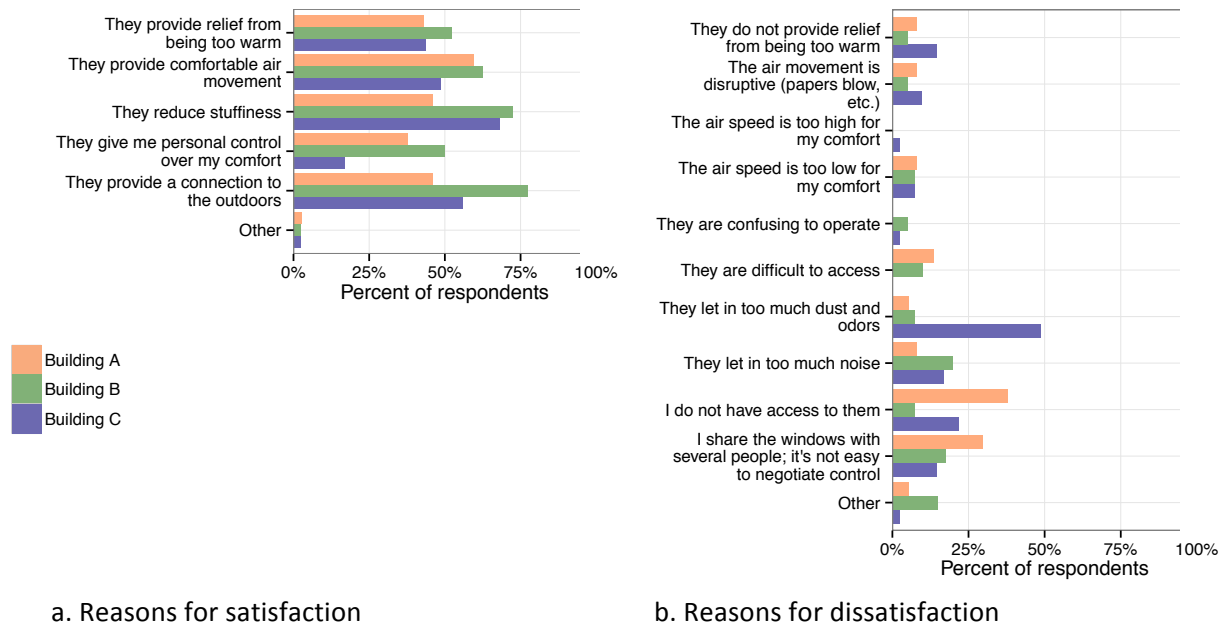 They provide relief from
being too warm
They provide comfortable air
movement
They reduce stuffiness
They give me personal control
over my comfort
They provide a connection to
the outdoors
Other
0% 25% 50% 75% 100%
Percent of respondents
Building A
Building B
Building C
a. Reasons for satisfaction
They do not provide relief
from being too warm
The air movement is
disruptive (papers blow,
etc.)
The air speed is too high for
my comfort
The air speed is too low for
my comfort
They are confusing to operate
They are difficult to access
They let in too much dust and
odors
They let in too much noise
I do not have access to them
I share the windows with
several people; it's not easy
to negotiate control
Other
0% 25% 50% 75% 100%
Percent of respondents
b. Reasons for dissatisfaction